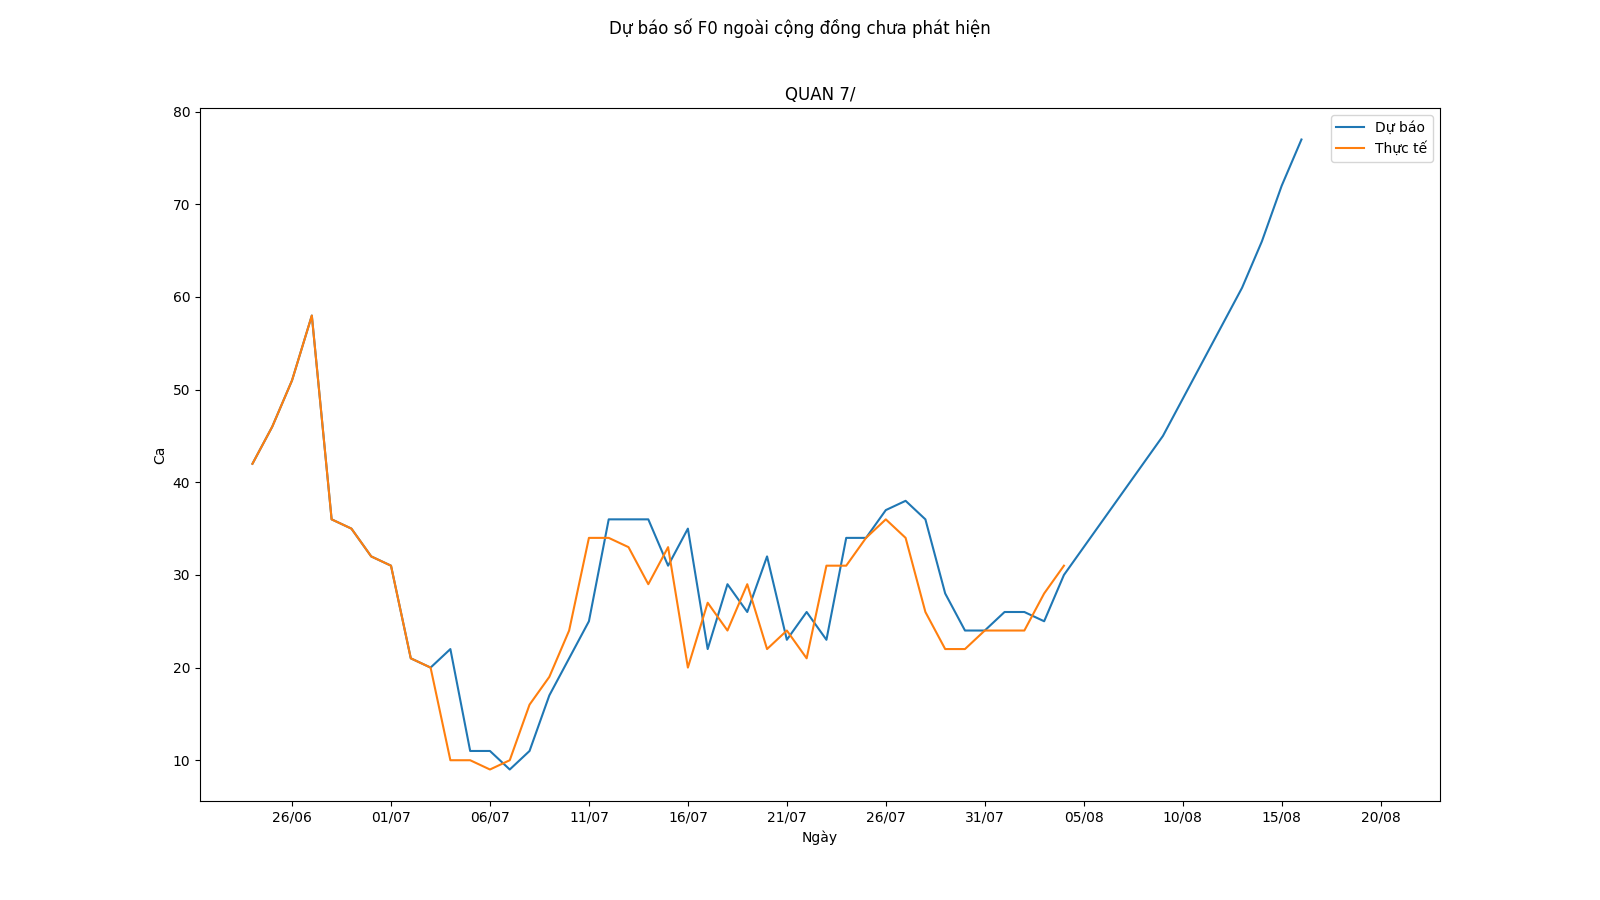 Dự báo số F0 ngoài cộng đồng chưa phát hiện
QUAN 7/
Dự báo
Thực tế
80
70
60
50
40
30
20
10
Ca
26/06 01/07 06/07 11/07 16/07 21/07 26/07 31/07 05/08 10/08 15/08 20/08
Ngày